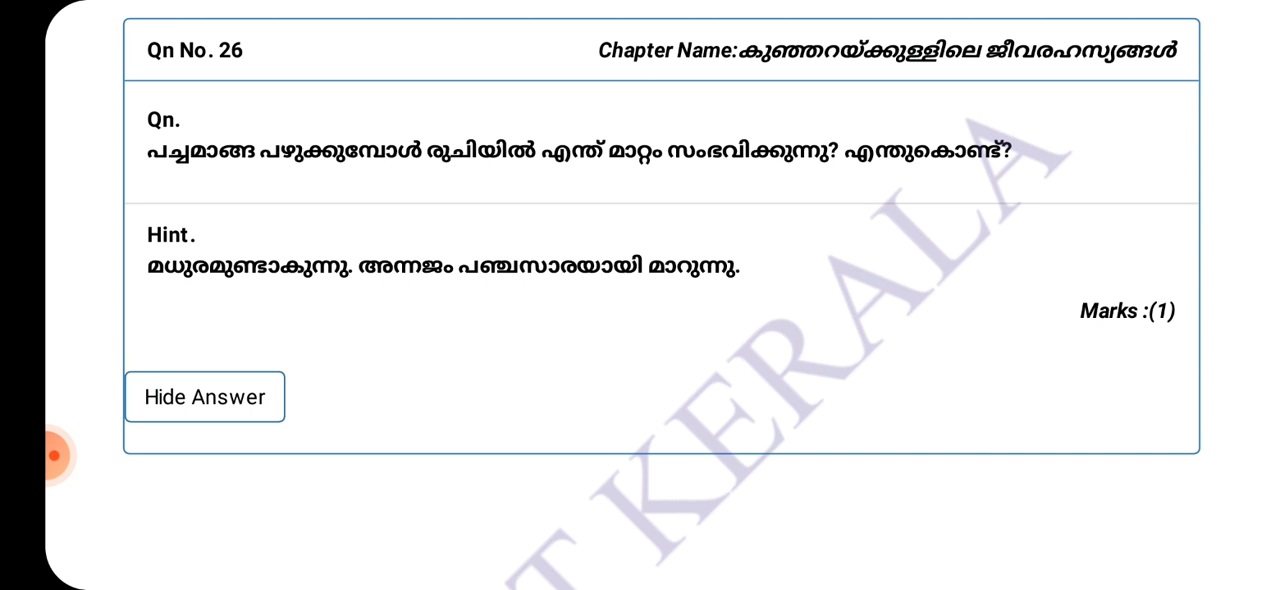 Qn No. 26
Chapter Name:കുഞ്ഞറയ്ക്കുള്ളിലെ ജീവരഹസ്യങ്ങൾ
Qn.
പച്ചമാങ്ങ പഴുക്കുമ്പോൾ രുചിയിൽ എന്ത് മാറ്റം സംഭവിക്കുന്നു? എന്തുകൊണ്ട്?
Hint.
മധുരമുണ്ടാകുന്നു. അന്നജം പഞ്ചസാരയായി മാറുന്നു.
Marks :(1)
Hide Answer
T KERALA